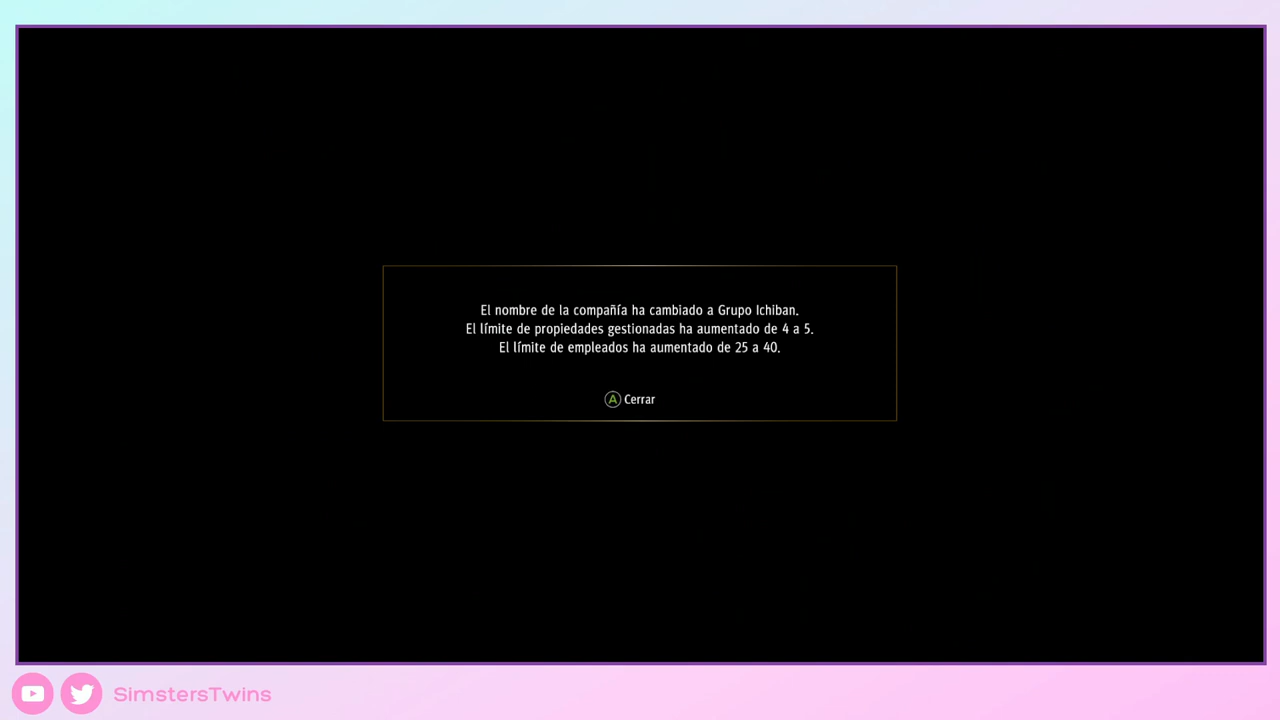 El nombre de la compañía ha cambiado a Grupo Ichiban.
El límite de propiedades gestionadas ha aumentado de 4 a 5.
El límite de empleados ha aumentado de 25 a 40.
A Cerrar
SimstersTwins